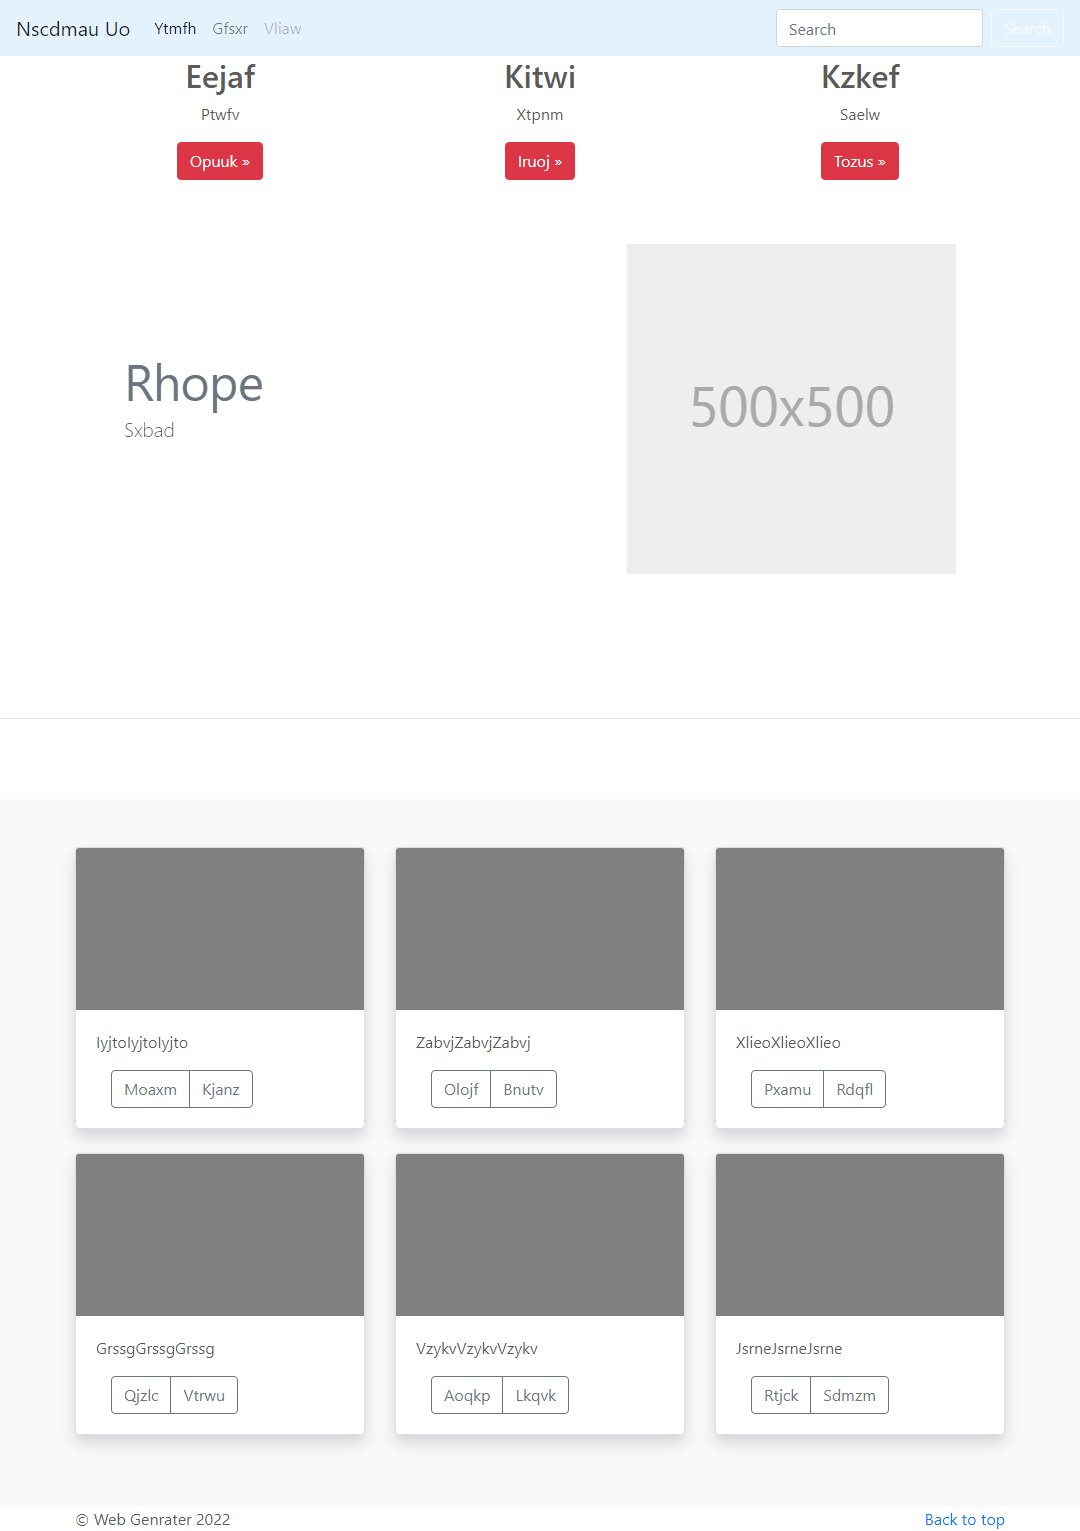 Nscdmau Uo Ytmfh Gfsxr Vliaw Search Search
Eejaf Kitwi Kzkef
Ptwfv Xtpnm Saelw
Opuuk » Iruoj » Tozus »
Rhope
Sxbad
500x500
IyjtoIyjtoIyjto ZabvjZabvjZabvj XlieoXlieoXlieo
Moaxm Kjanz Olojf Bnutv Pxamu Rdqfl
GrssgGrssgGrssg VzykvVzykvVzykv JsrneJsrneJsrne
Qjzlc Vtrwu Aoqkp Lkqvk Rtjck Sdmzm
© Web Genrater 2022 Back to top